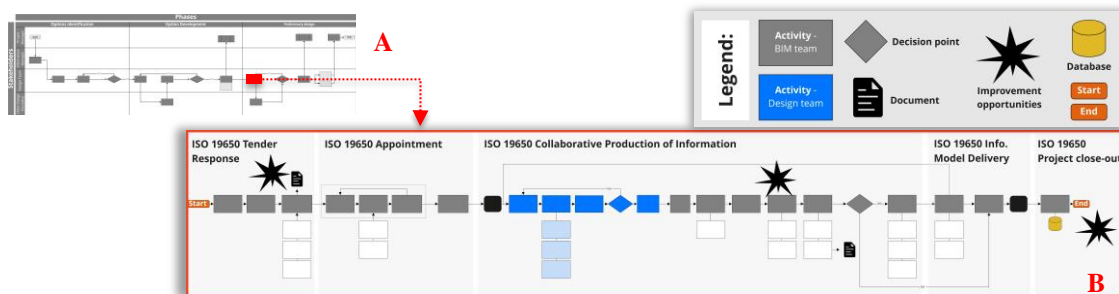 Phases
Options Identification
Option Development
Preliminary design
Stakeholders
A
Legend:
Activity -
BIM team
Decision point
Activity -
Design team
Document
Improvement
opportunities
Database
Start
End
ISO 19650 Tender
Response
ISO 19650 Appointment
ISO 19650 Collaborative Production of Information
ISO 19650 Info.
Model Delivery
ISO 19650
Project close-out
Start
End
B